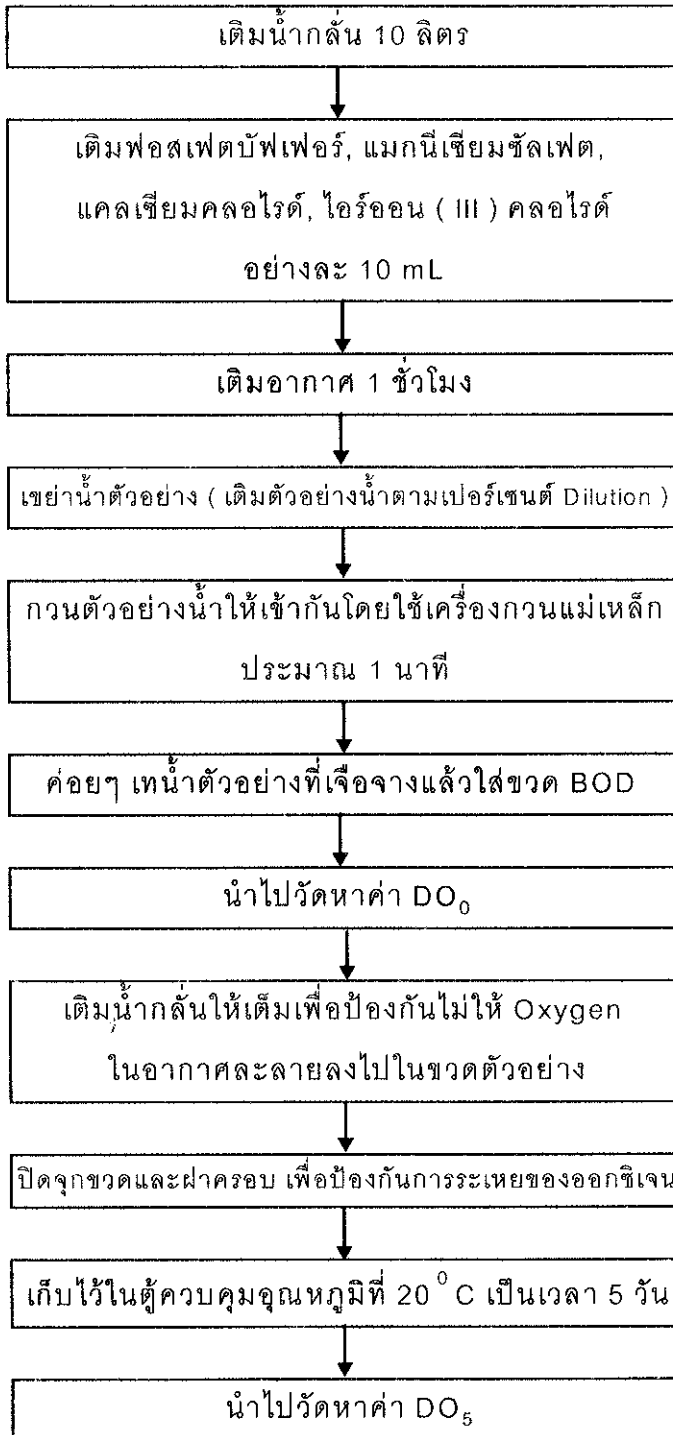 เติมน้ำกลั่น 10 ลิตร
เติมฟอสเฟตบัฟเฟอร์, แมกนีเซียมซัลเฟต,
แคลเซียมคลอไรด์, ไอร์ออน ( III ) คลอไรด์
อย่างละ 10 mL
เติมอากาศ 1 ชั่วโมง
เขย่าน้ำตัวอย่าง ( เติมตัวอย่างน้ำตามเปอร์เซนต์ Dilution )
กวนตัวอย่างน้ำให้เข้ากันโดยใช้เครื่องกวนแม่เหล็ก
ประมาณ 1 นาที
ค่อยๆ เทน้ำตัวอย่างที่เจือจางแล้วใส่ขวด BOD
นำไปวัดหาค่า DO₀
เติมน้ำกลั่นให้เต็มเพื่อป้องกันไม่ให้ Oxygen
ในอากาศละลายลงไปในขวดตัวอย่าง
ปิดจุกขวดและฝาครอบ เพื่อป้องกันการระเหยของออกซิเจน
เก็บไว้ในตู้ควบคุมอุณหภูมิที่ 20 ⁰ C เป็นเวลา 5 วัน
นำไปวัดหาค่า DO₅